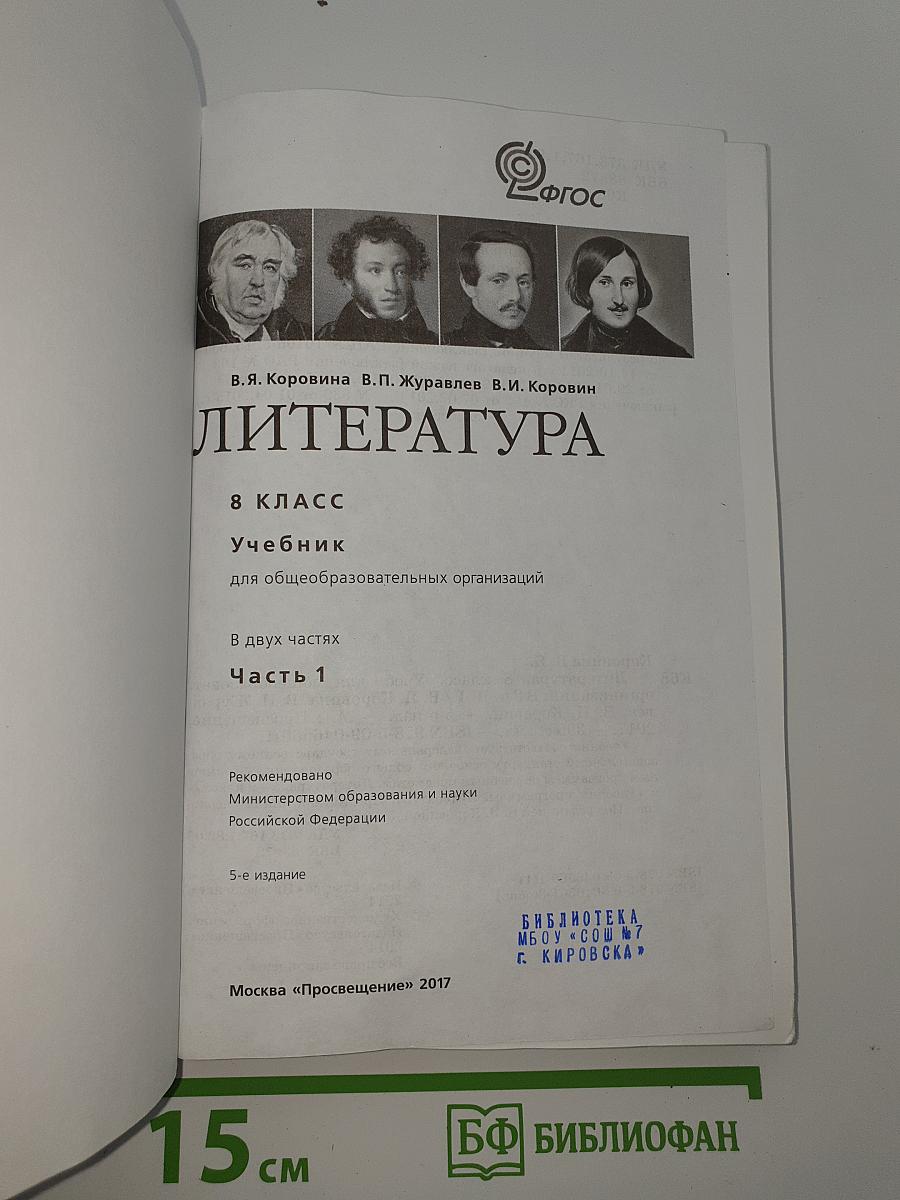 ФГОС
В.Я. Коровина В.П. Журавлев В.И. Коровин
ЛИТЕРАТУРА
8 КЛАСС
Учебник
для общеобразовательных организаций
В двух частях
Часть 1
Рекомендовано
Министерством образования и науки
Российской Федерации
5-е издание
БИБЛИОТЕКА
МБОУ «СОШ №7
г. КИРОВСКА»
Москва «Просвещение» 2017
15 см
БФ БИБЛИОФАН